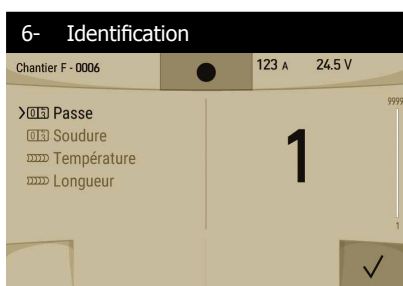 6- Identification
Chantier F - 0006 123 A 24.5 V
Passe
Soudure
Température
Longueur
1
9999
1